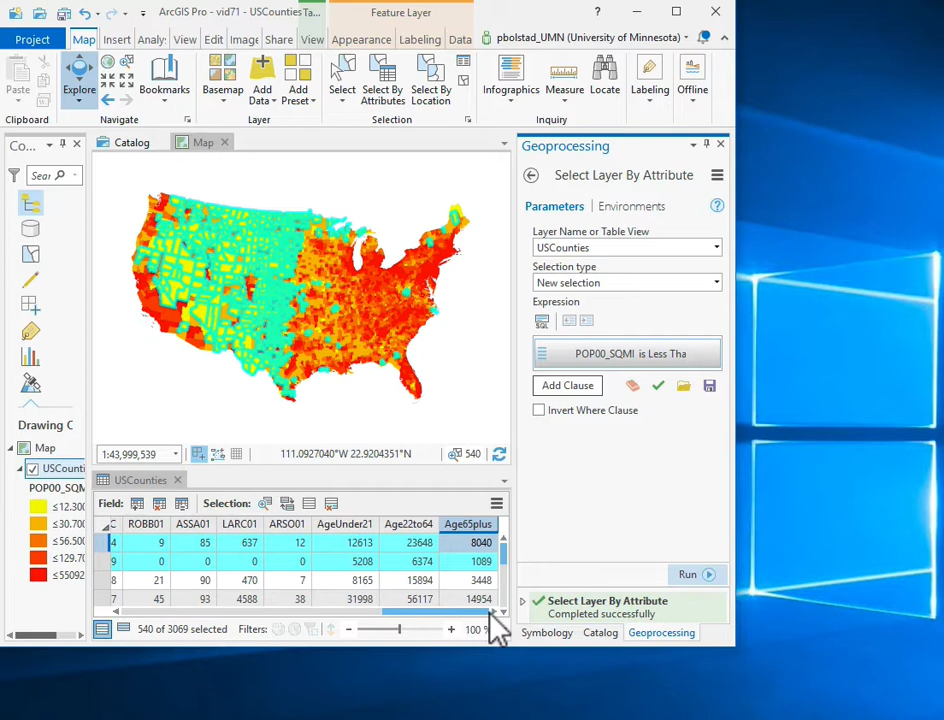 ArcGIS Pro - vid71 - USCounties Ta... Feature Layer ?
Project Map Insert Analy: View Edit Image Share View Appearance Labeling Data pbolstad_UMN (University of Minnesota)
Paste Explore Bookmarks Basemap Add Data Add Preset Select Select By Attributes Select By Location Infographics Measure Locate Labeling Offline
Clipboard Navigate Layer Selection Inquiry
Co... Catalog Map Geoprocessing
Sear Select Layer By Attribute
Parameters Environments ?
Layer Name or Table View
USCounties
Selection type
New selection
Expression
SQL
POP00_SQMI is Less Tha
Add Clause
Invert Where Clause
Drawing C
Map
USCounti
POP00_SQ
≤12.300
≤30.700
≤56.500
≤129.70
≤55092
1:43,999,539 111.0927040°W 22.9204351°N 540
USCounties
Field: Selection:
C ROBB01 ASSA01 LARC01 ARSO01 AgeUnder21 Age22to64 Age65plus
4 9 85 637 12 12613 23648 8040
9 0 0 0 0 5208 6374 1089
8 21 90 470 7 8165 15894 3448
7 45 93 4588 38 31998 56117 14954
540 of 3069 selected Filters: − + 100 %
Run
Select Layer By Attribute
Completed successfully
Symbology Catalog Geoprocessing